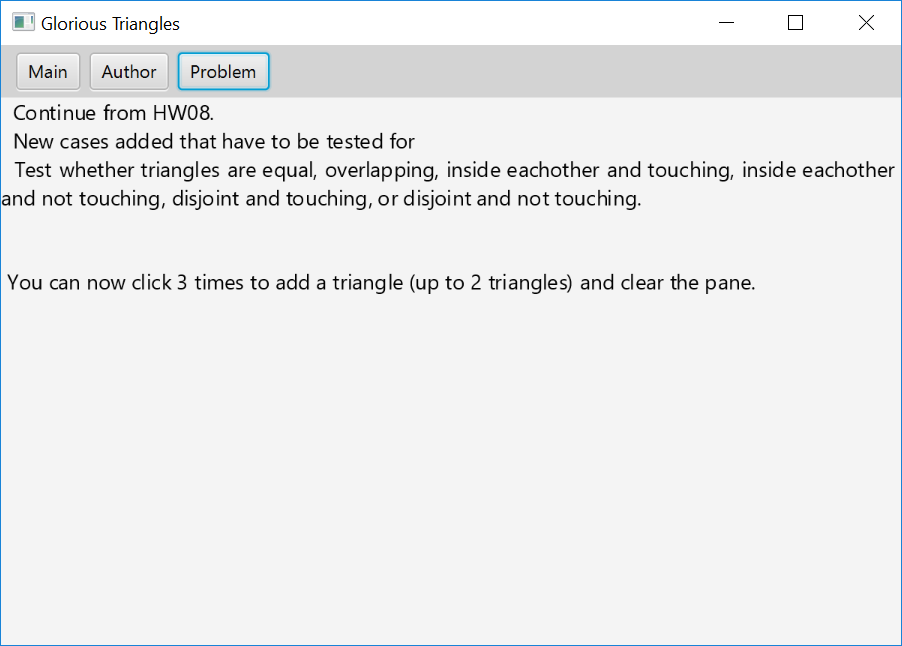 Glorious Triangles
Main Author Problem
Continue from HW08.
New cases added that have to be tested for
Test whether triangles are equal, overlapping, inside eachother and touching, inside eachother
and not touching, disjoint and touching, or disjoint and not touching.
You can now click 3 times to add a triangle (up to 2 triangles) and clear the pane.